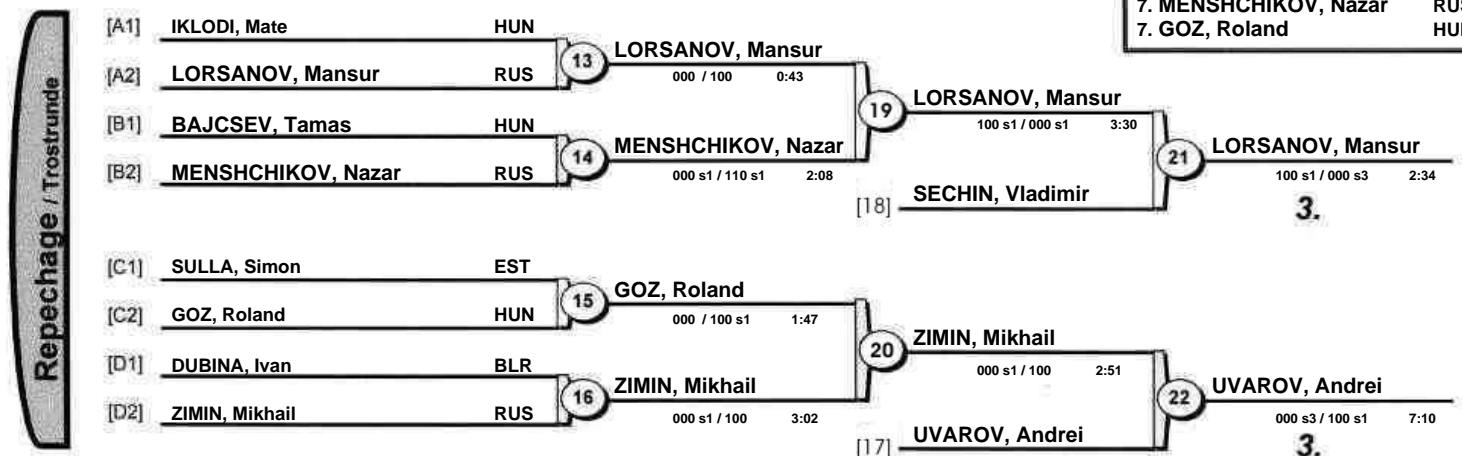 7. MENSHCHIKOV, Nazar RUS
7. GOZ, Roland HUN
Repechage / Trostrunde
[A1] IKLODI, Mate HUN
13 LORSANOV, Mansur
000 / 100 0:43
[A2] LORSANOV, Mansur RUS
19 LORSANOV, Mansur
100 s1 / 000 s1 3:30
[B1] BAJCSEV, Tamas HUN
14 MENSHCHIKOV, Nazar
000 s1 / 110 s1 2:08
[B2] MENSHCHIKOV, Nazar RUS
21 LORSANOV, Mansur
100 s1 / 000 s3 2:34
[18] SECHIN, Vladimir
3.
[C1] SULLA, Simon EST
15 GOZ, Roland
000 / 100 s1 1:47
[C2] GOZ, Roland HUN
20 ZIMIN, Mikhail
000 s1 / 100 2:51
[D1] DUBINA, Ivan BLR
16 ZIMIN, Mikhail
000 s1 / 100 3:02
[D2] ZIMIN, Mikhail RUS
22 UVAROV, Andrei
000 s3 / 100 s1 7:10
[17] UVAROV, Andrei
3.